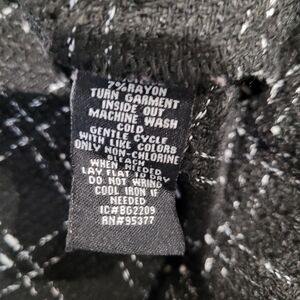 7%RAYON
TURN GARMENT
INSIDE OUT
MACHINE WASH
COLD
GENTLE CYCLE
WITH LIKE COLORS
ONLY NON-CHLORINE
BLEACH
WHEN NEEDED
LAY FLAT TO DRY
DO NOT WRING
COOL IRON IF
NEEDED
IC#BG2209
RN#95377